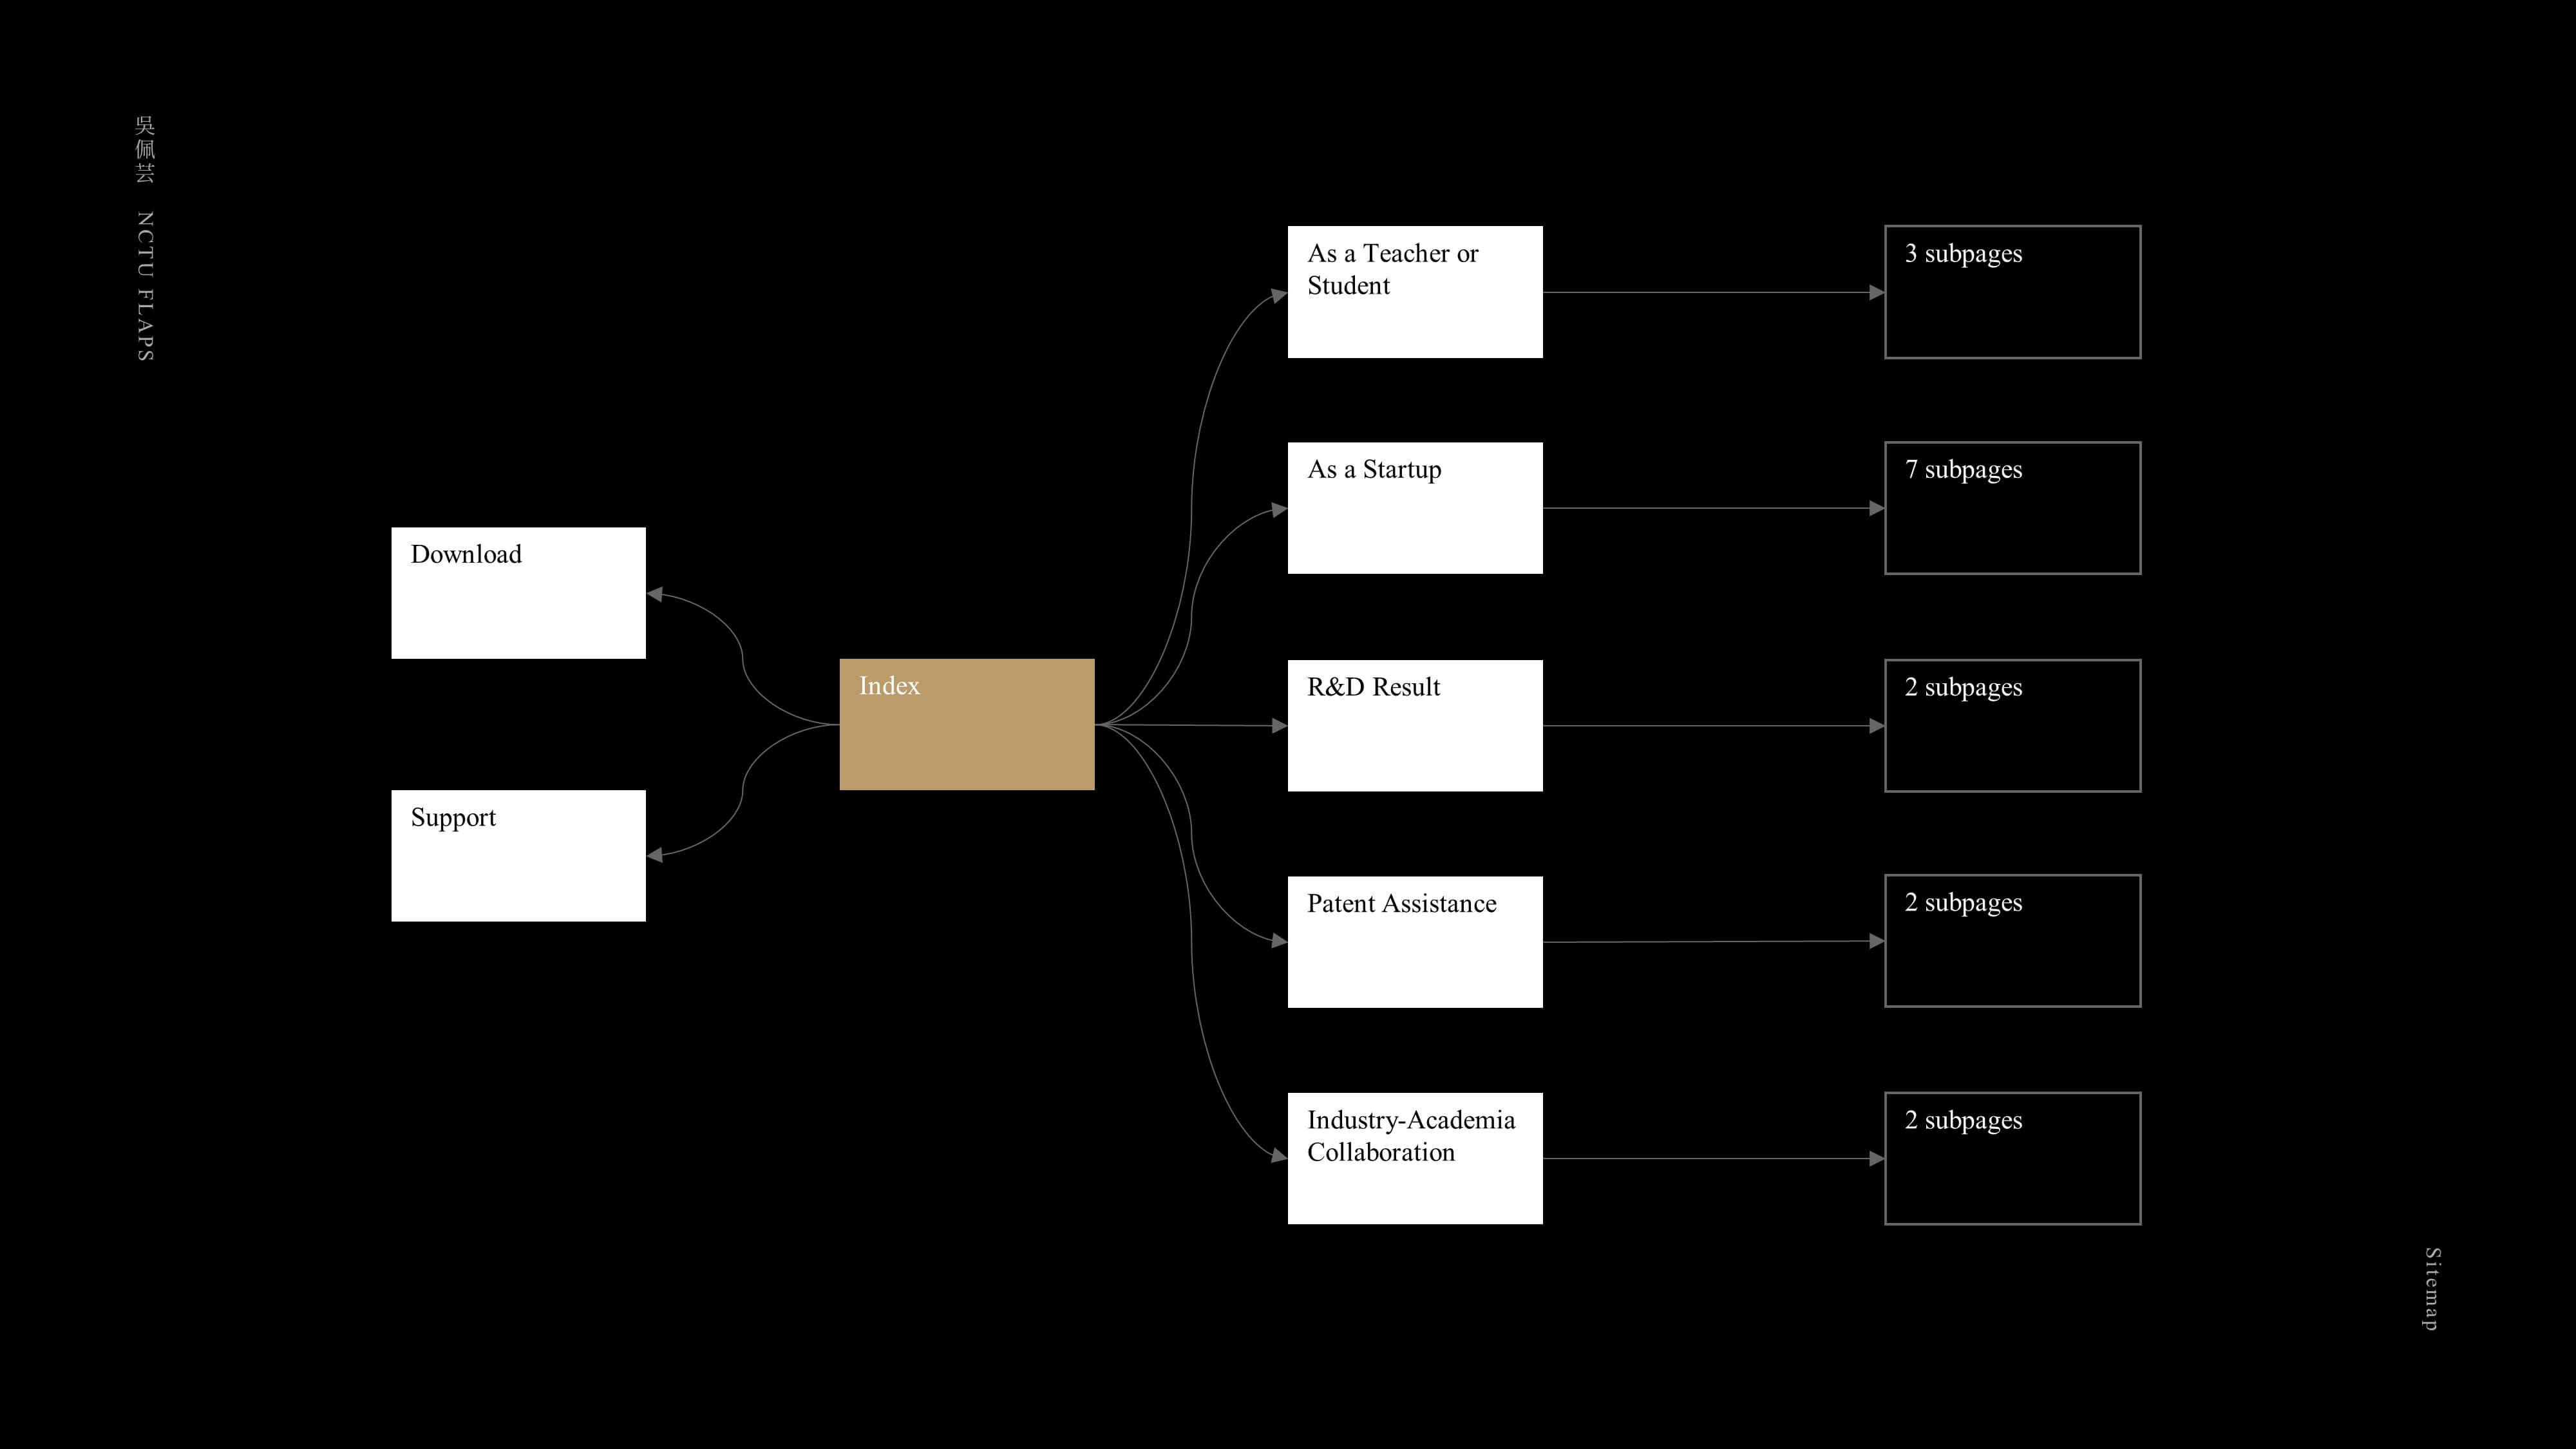 吳佩芸 NCTU FLAPS
Download
Support
Index
As a Teacher or
Student
3 subpages
As a Startup
7 subpages
R&D Result
2 subpages
Patent Assistance
2 subpages
Industry-Academia
Collaboration
2 subpages
Sitemap